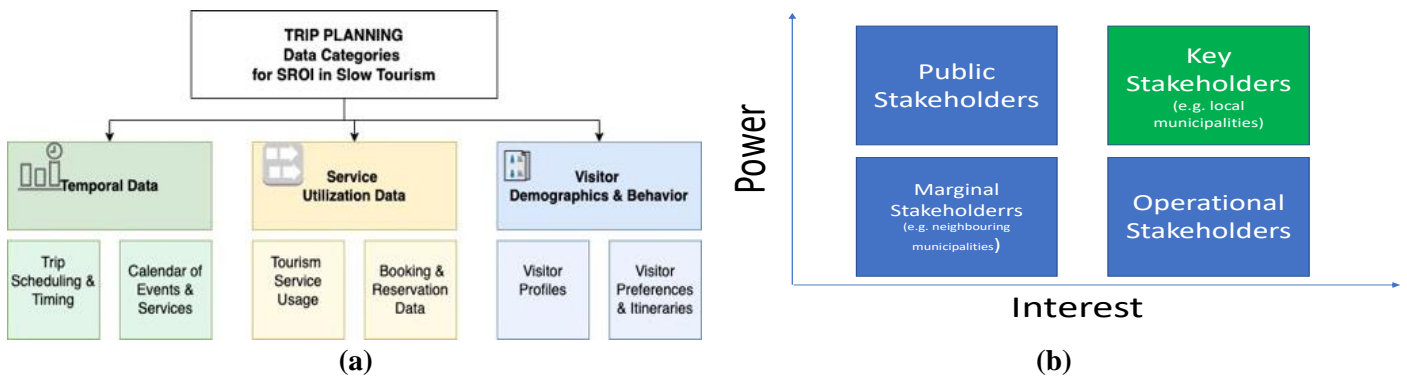 TRIP PLANNING
Data Categories
for SROI in Slow Tourism
Temporal Data
Service
Utilization Data
Visitor
Demographics & Behavior
Trip
Scheduling &
Timing
Calendar of
Events &
Services
Tourism
Service
Usage
Booking &
Reservation
Data
Visitor
Profiles
Visitor
Preferences
& Itineraries
(a)
Power
Public
Stakeholders
Key
Stakeholders
(e.g. local
municipalities)
Marginal
Stakeholderrs
(e.g. neighbouring
municipalities)
Operational
Stakeholders
Interest
(b)